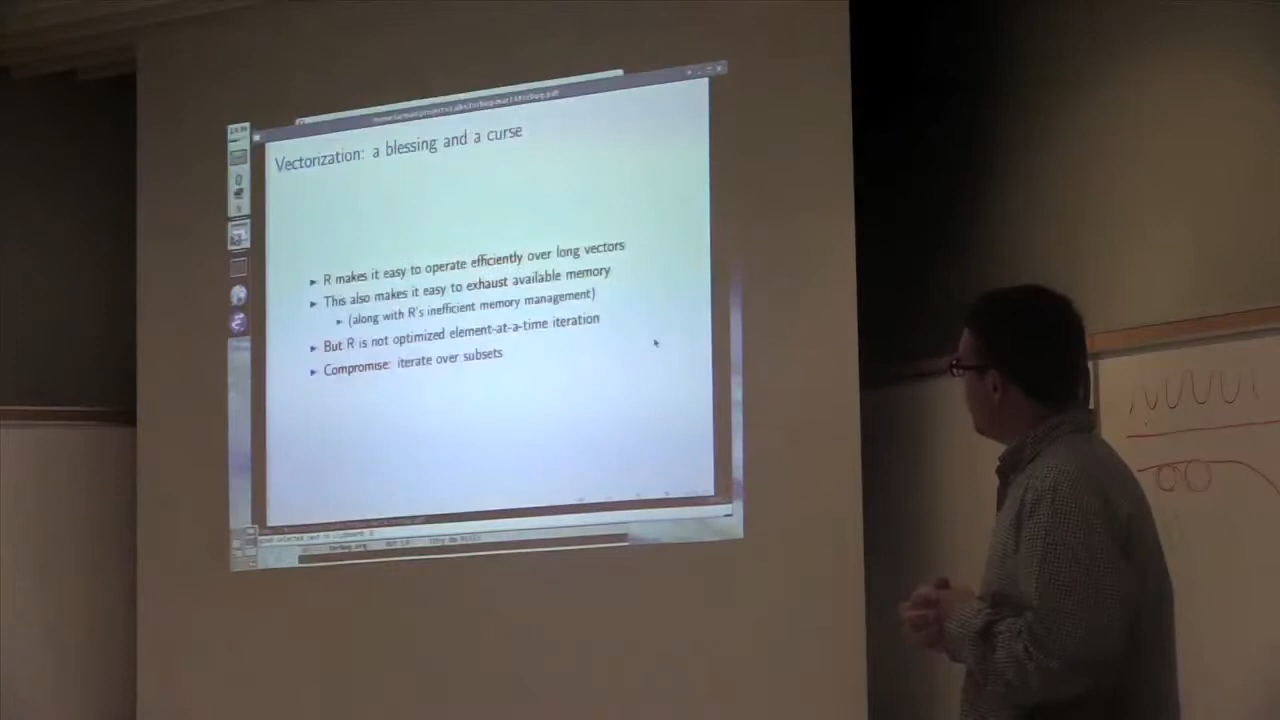 Vectorization: a blessing and a curse
► R makes it easy to operate efficiently over long vectors
► This also makes it easy to exhaust available memory
► (along with R's inefficient memory management)
► But R is not optimized element-at-a-time iteration
► Compromise: iterate over subsets